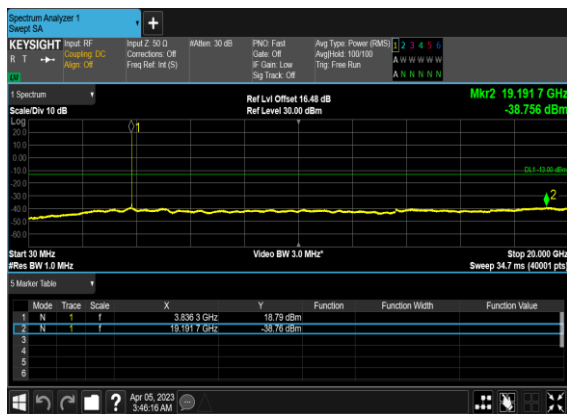 Spectrum Analyzer 1
Swept SA
+
KEYSIGHT Input: RF Input Z: 50 Ω #Atten: 30 dB PNO: Fast Avg Type: Power (RMS) 1 2 3 4 5 6
R T Coupling: DC Corrections: Off Gate: Off Avg|Hold: 100/100 A W W W W W
Align: Off Freq Ref: Int (S) IF Gain: Low Trig: Free Run
LV Sig Track: Off A N N N N N
1 Spectrum Ref Lvl Offset 16.48 dB Mkr2 19.191 7 GHz
Scale/Div 10 dB Ref Level 30.00 dBm -38.756 dBm
Log
1
20.0
10.0
0.00
-10.0
DL1 -13.00 dBm
-20.0
-30.0
2
-40.0
-50.0
-60.0
Start 30 MHz Video BW 3.0 MHz* Stop 20.000 GHz
#Res BW 1.0 MHz Sweep 34.7 ms (40001 pts)
5 Marker Table
Mode Trace Scale X Y Function Function Width Function Value
1 N 1 f 3.836 3 GHz 18.79 dBm
2 N 1 f 19.191 7 GHz -38.76 dBm
3
4
5
6
? Apr 05, 2023
3:46:16 AM